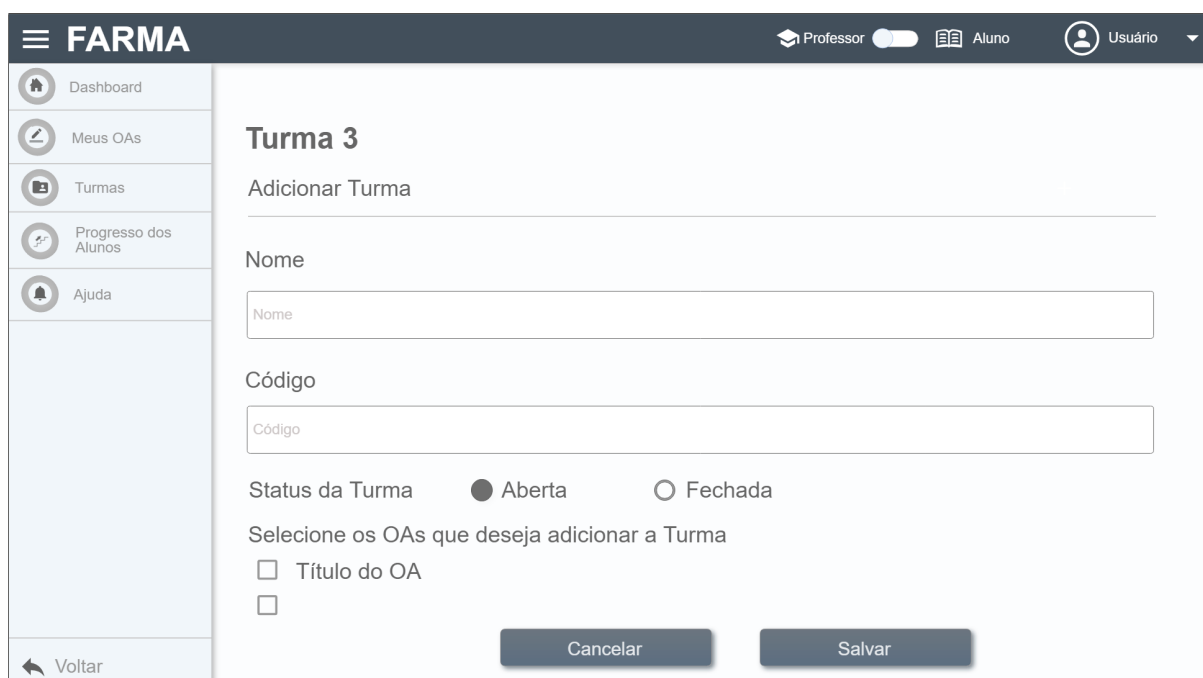 FARMA
Professor
Aluno
Usuário
Dashboard
Meus OAs
Turmas
Progresso dos
Alunos
Ajuda
Voltar
Turma 3
Adicionar Turma
Nome
Nome
Código
Código
Status da Turma Aberta Fechada
Selecione os OAs que deseja adicionar a Turma
Título do OA
Cancelar Salvar